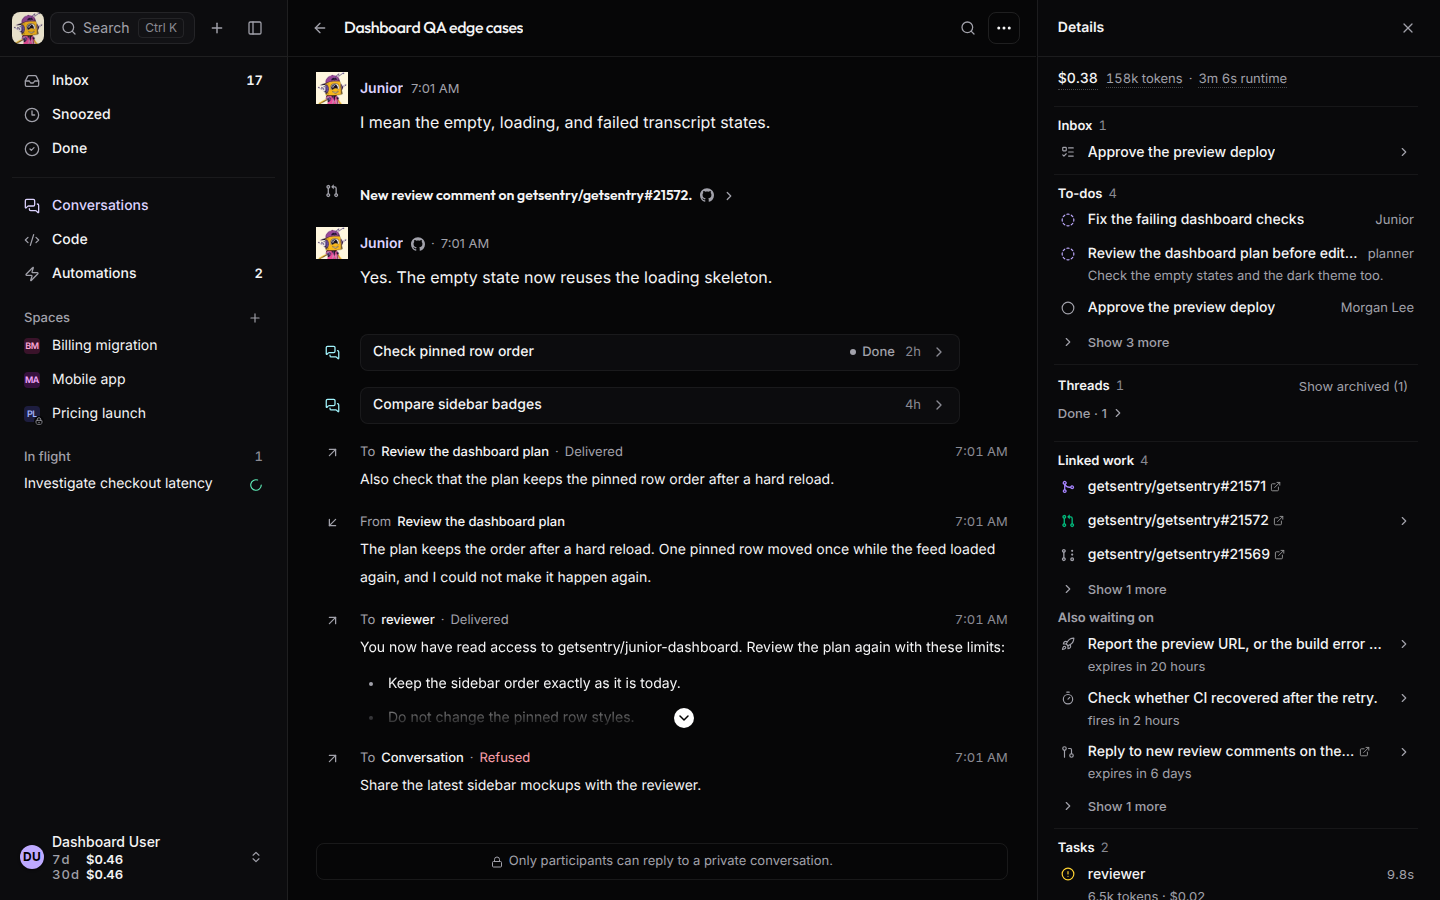 Search Ctrl K
Inbox 17
Snoozed
Done
Conversations
Code
Automations 2
Spaces
BM Billing migration
MA Mobile app
PL Pricing launch
In flight 1
Investigate checkout latency
DU
Dashboard User
7d $0.46
30d $0.46
Dashboard QA edge cases
Junior 7:01 AM
I mean the empty, loading, and failed transcript states.
New review comment on getsentry/getsentry#21572.
Junior · 7:01 AM
Yes. The empty state now reuses the loading skeleton.
Check pinned row order Done 2h
Compare sidebar badges 4h
To Review the dashboard plan · Delivered 7:01 AM
Also check that the plan keeps the pinned row order after a hard reload.
From Review the dashboard plan 7:01 AM
The plan keeps the order after a hard reload. One pinned row moved once while the feed loaded
again, and I could not make it happen again.
To reviewer · Delivered 7:01 AM
You now have read access to getsentry/junior-dashboard. Review the plan again with these limits:
• Keep the sidebar order exactly as it is today.
• Do not change the pinned row styles.
To Conversation · Refused 7:01 AM
Share the latest sidebar mockups with the reviewer.
Only participants can reply to a private conversation.
Details
$0.38 158k tokens · 3m 6s runtime
Inbox 1
Approve the preview deploy
To-dos 4
Fix the failing dashboard checks Junior
Review the dashboard plan before edit... planner
Check the empty states and the dark theme too.
Approve the preview deploy Morgan Lee
Show 3 more
Threads 1 Show archived (1)
Done · 1
Linked work 4
getsentry/getsentry#21571
getsentry/getsentry#21572
getsentry/getsentry#21569
Show 1 more
Also waiting on
Report the preview URL, or the build error ...
expires in 20 hours
Check whether CI recovered after the retry.
fires in 2 hours
Reply to new review comments on the...
expires in 6 days
Show 1 more
Tasks 2
reviewer 9.8s
6.5k tokens · $0.02